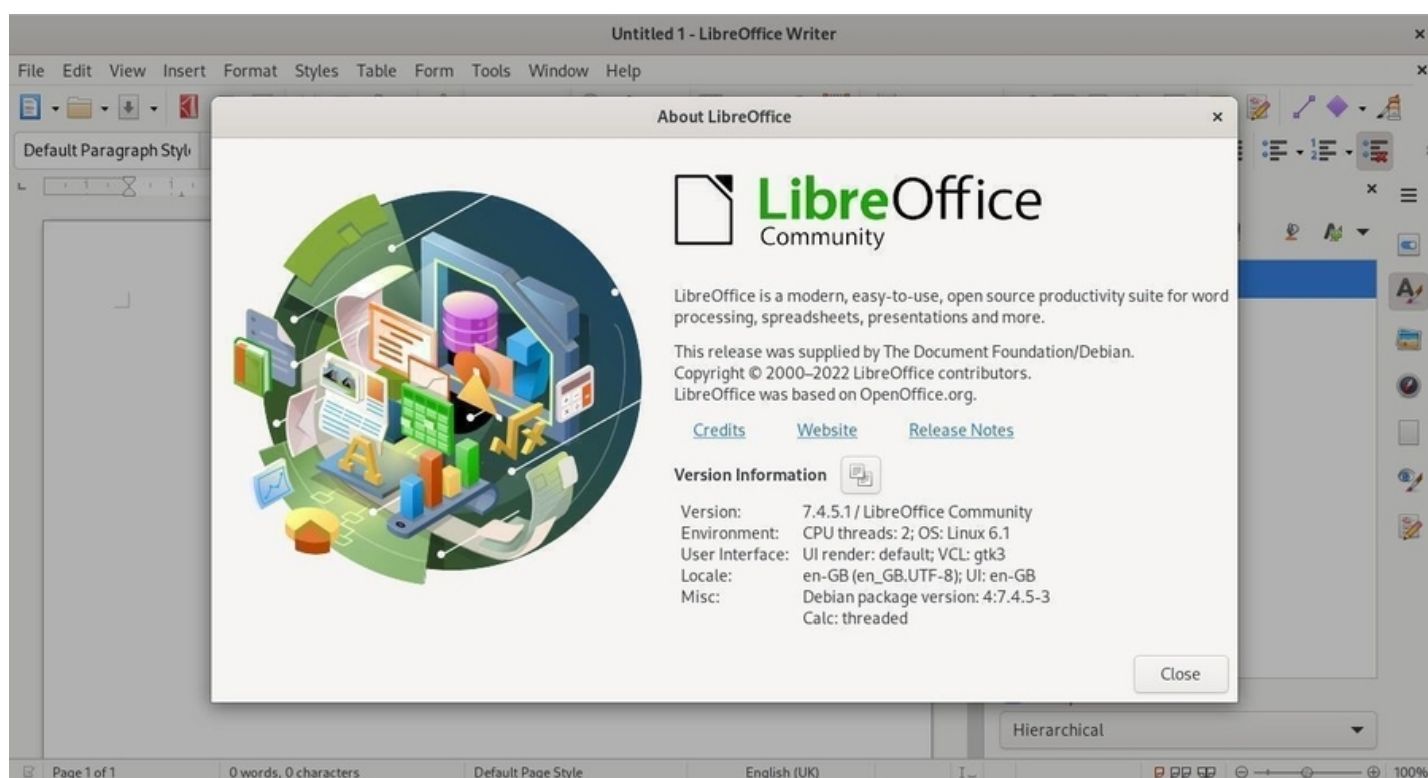 Untitled 1 - LibreOffice Writer
File Edit View Insert Format Styles Table Form Tools Window Help
About LibreOffice
Default Paragraph Styl
LibreOffice
Community
LibreOffice is a modern, easy-to-use, open source productivity suite for word
processing, spreadsheets, presentations and more.
This release was supplied by The Document Foundation/Debian.
Copyright © 2000–2022 LibreOffice contributors.
LibreOffice was based on OpenOffice.org.
Credits Website Release Notes
Version Information
Version: 7.4.5.1 / LibreOffice Community
Environment: CPU threads: 2; OS: Linux 6.1
User Interface: UI render: default; VCL: gtk3
Locale: en-GB (en_GB.UTF-8); UI: en-GB
Misc: Debian package version: 4:7.4.5-3
Calc: threaded
Close
Hierarchical
Page 1 of 1 0 words, 0 characters Default Page Style English (UK) 100%